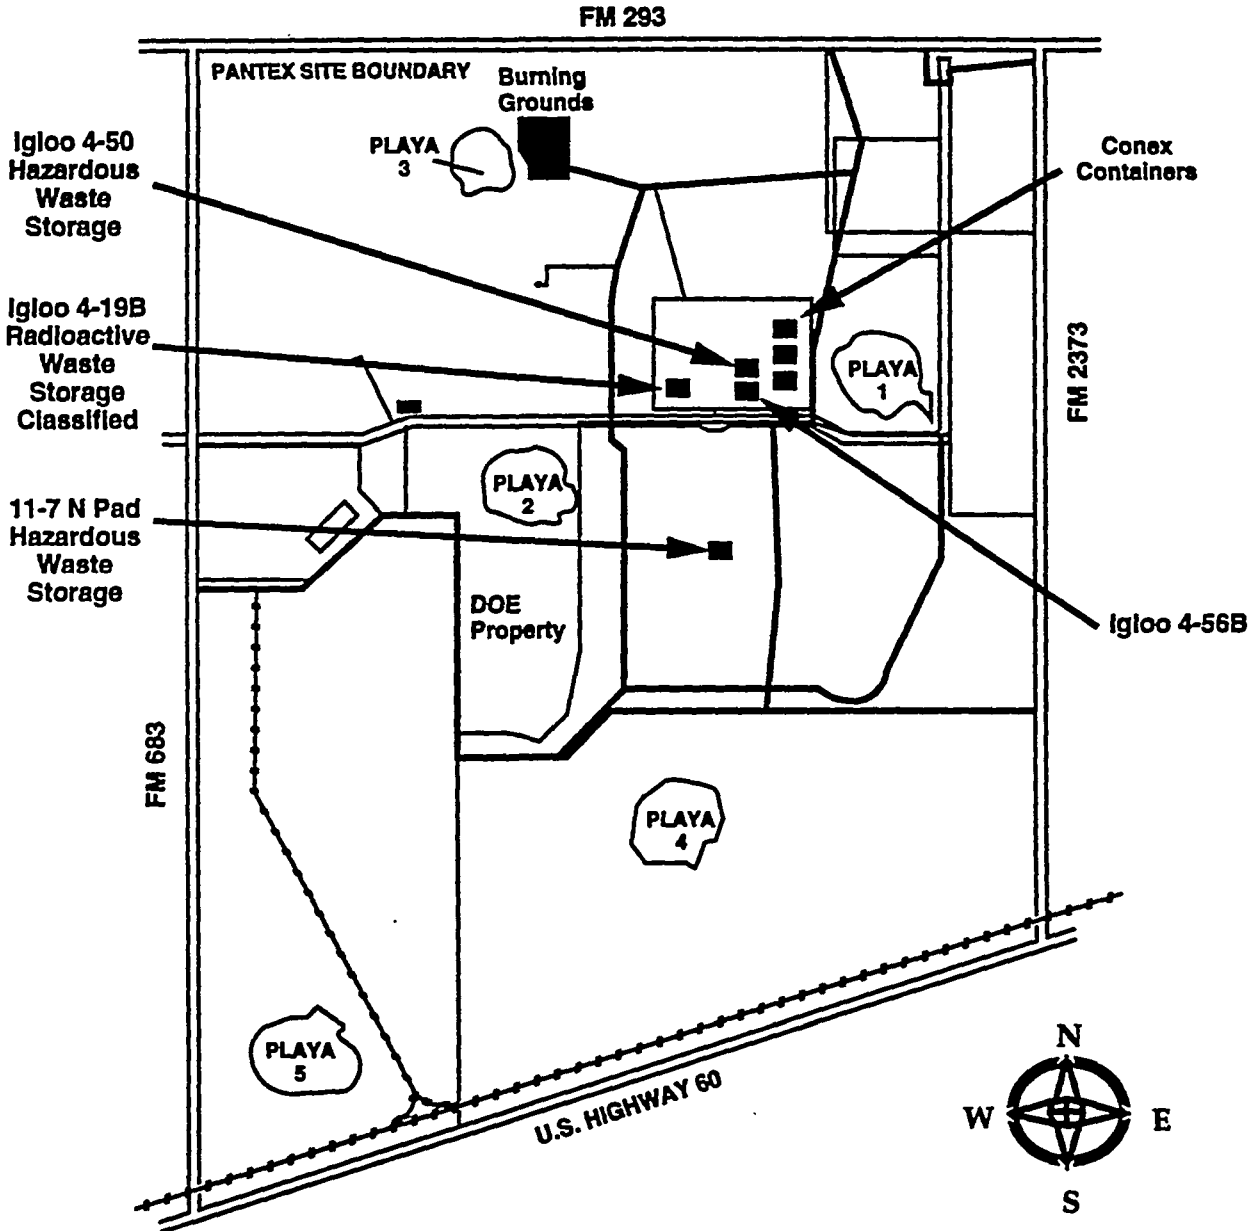 FM 293
PANTEX SITE BOUNDARY
Burning
Grounds
PLAYA
3
Igloo 4-50
Hazardous
Waste
Storage
Conex
Containers
Igloo 4-19B
Radioactive
Waste
Storage
Classified
PLAYA
1
FM 2373
PLAYA
2
11-7 N Pad
Hazardous
Waste
Storage
DOE
Property
Igloo 4-56B
FM 683
PLAYA
4
PLAYA
5
U.S. HIGHWAY 60
N
W
E
S